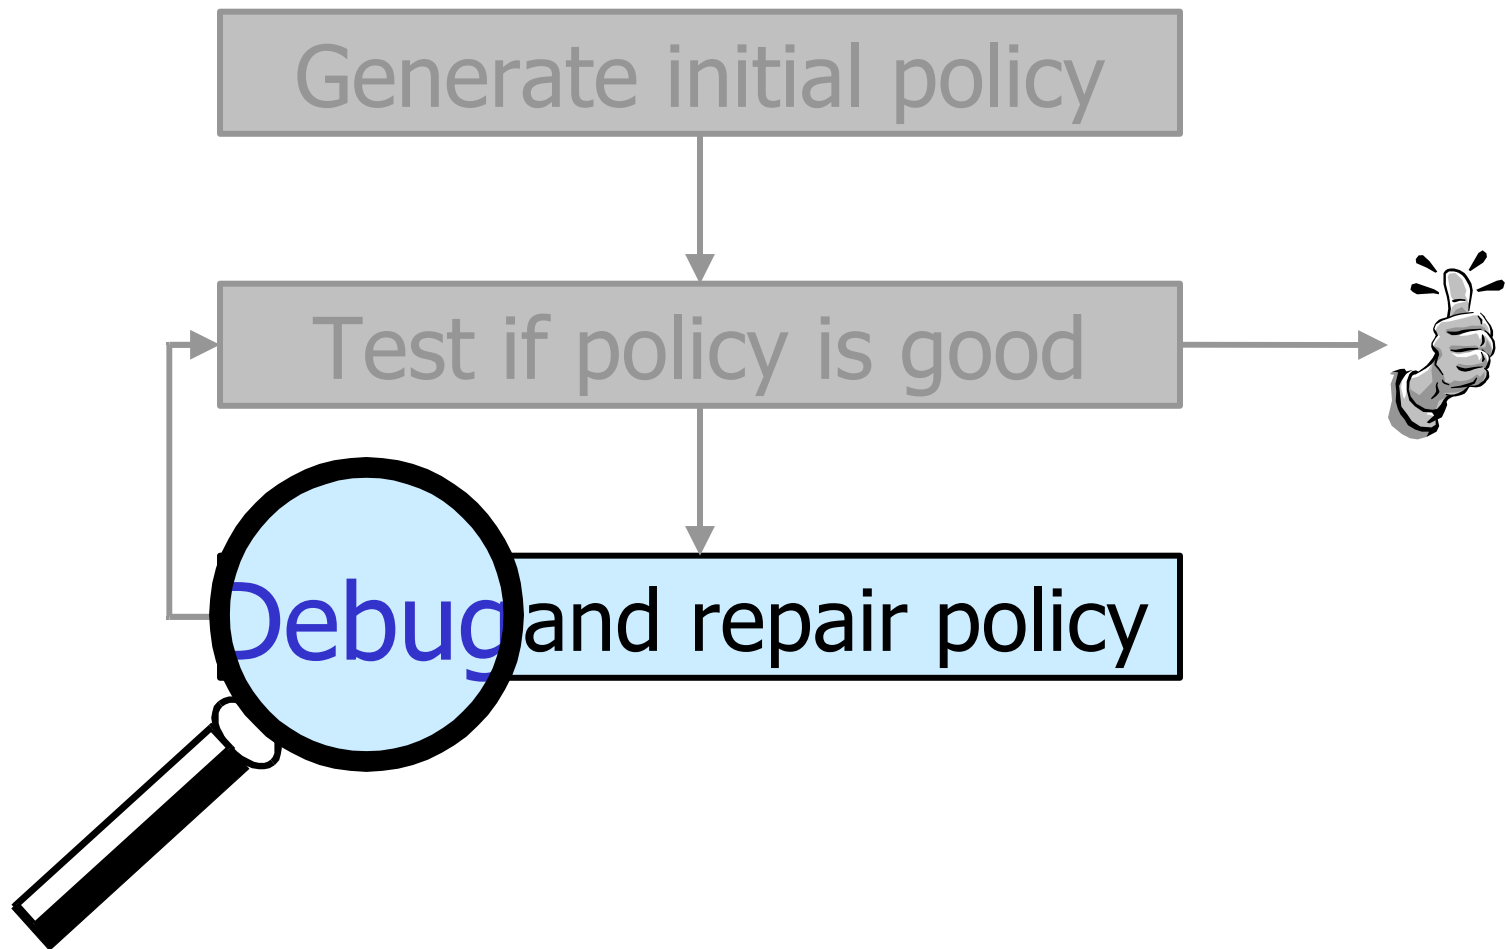 Generate initial policy
Test if policy is good
Debug and repair policy